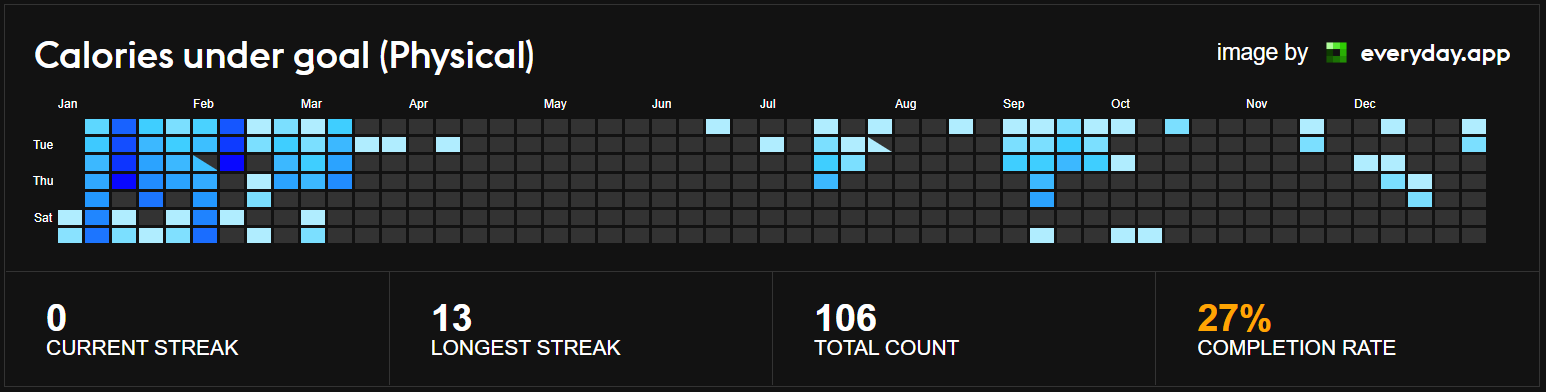 Calories under goal (Physical)
image by everyday.app
Jan Feb Mar Apr May Jun Jul Aug Sep Oct Nov Dec
Tue
Thu
Sat
0 13 106 27%
CURRENT STREAK LONGEST STREAK TOTAL COUNT COMPLETION RATE